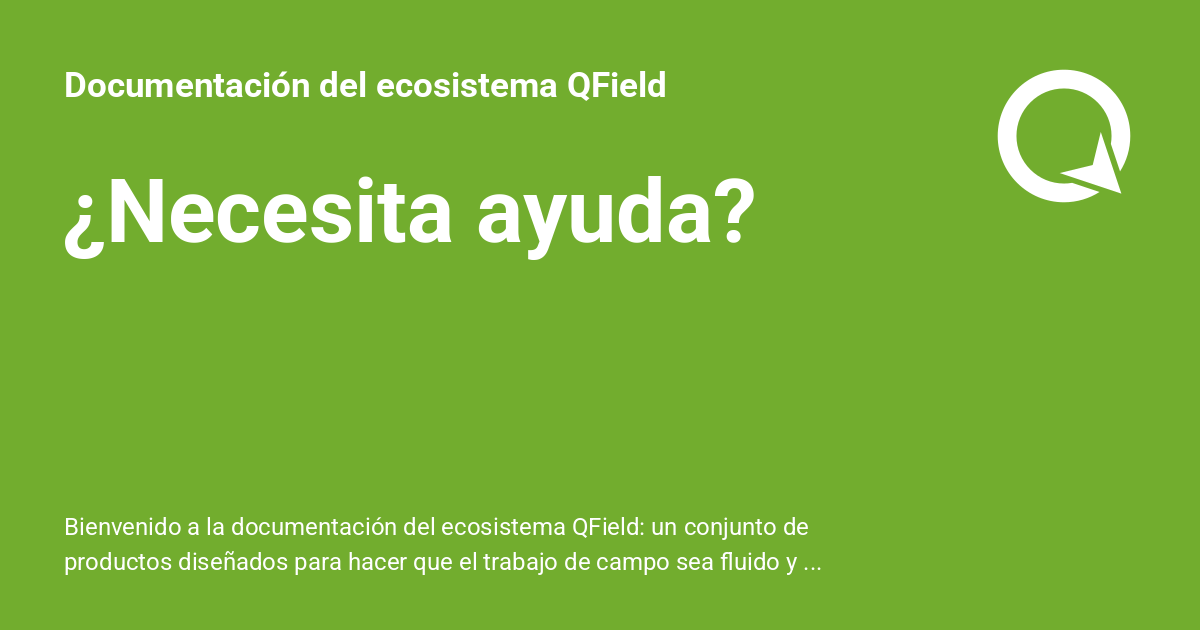 Documentación del ecosistema QField
¿Necesita ayuda?
Bienvenido a la documentación del ecosistema QField: un conjunto de
productos diseñados para hacer que el trabajo de campo sea fluido y ...